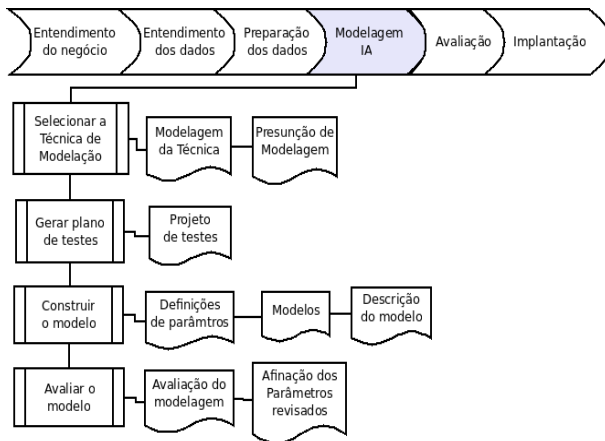 Entendimento
do negócio
Entendimento
dos dados
Preparação
dos dados
Modelagem
IA
Avaliação
Implantação
Selecionar a
Técnica de
Modelação
Modelagem
da Técnica
Presunção de
Modelagem
Gerar plano
de testes
Projeto
de testes
Construir
o modelo
Definições
de parâmtros
Modelos
Descrição
do modelo
Avaliar o
modelo
Avaliação do
modelagem
Afinação dos
Parâmetros
revisados